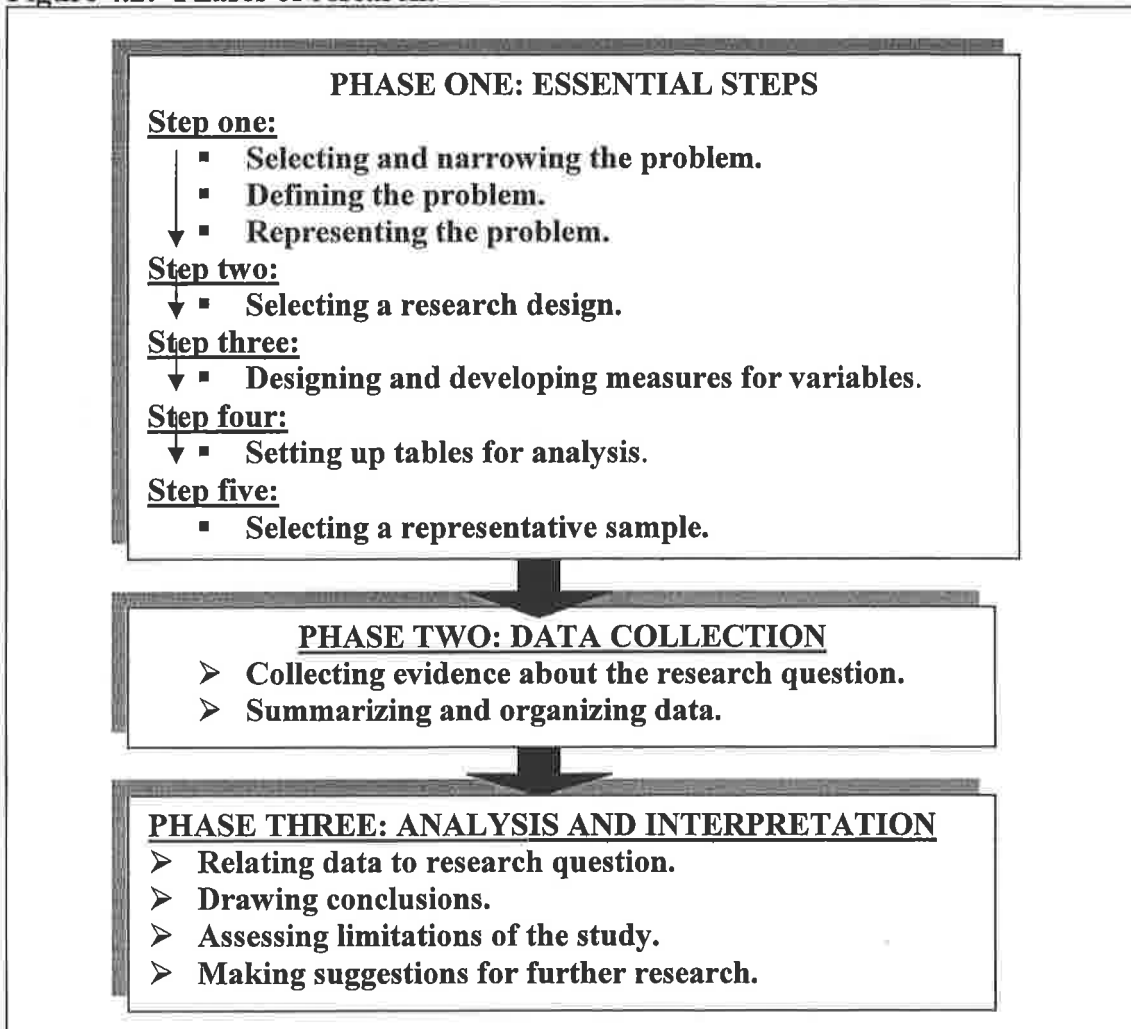 PHASE ONE: ESSENTIAL STEPS
Step one:
▪ Selecting and narrowing the problem.
▪ Defining the problem.
▪ Representing the problem.
Step two:
▪ Selecting a research design.
Step three:
▪ Designing and developing measures for variables.
Step four:
▪ Setting up tables for analysis.
Step five:
▪ Selecting a representative sample.
PHASE TWO: DATA COLLECTION
➢ Collecting evidence about the research question.
➢ Summarizing and organizing data.
PHASE THREE: ANALYSIS AND INTERPRETATION
➢ Relating data to research question.
➢ Drawing conclusions.
➢ Assessing limitations of the study.
➢ Making suggestions for further research.